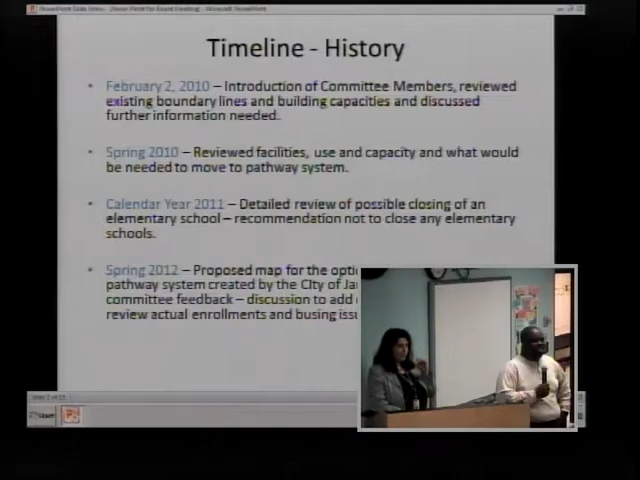 Timeline - History
• February 2, 2010 – Introduction of Committee Members, reviewed
existing boundary lines and building capacities and discussed
further information needed.
• Spring 2010 – Reviewed facilities, use and capacity and what would
be needed to move to pathway system.
• Calendar Year 2011 – Detailed review of possible closing of an
elementary school – recommendation not to close any elementary
schools.
• Spring 2012 – Proposed map for the
pathway system created by the City of
committee feedback – discussion to add
review actual enrollments and busing
start